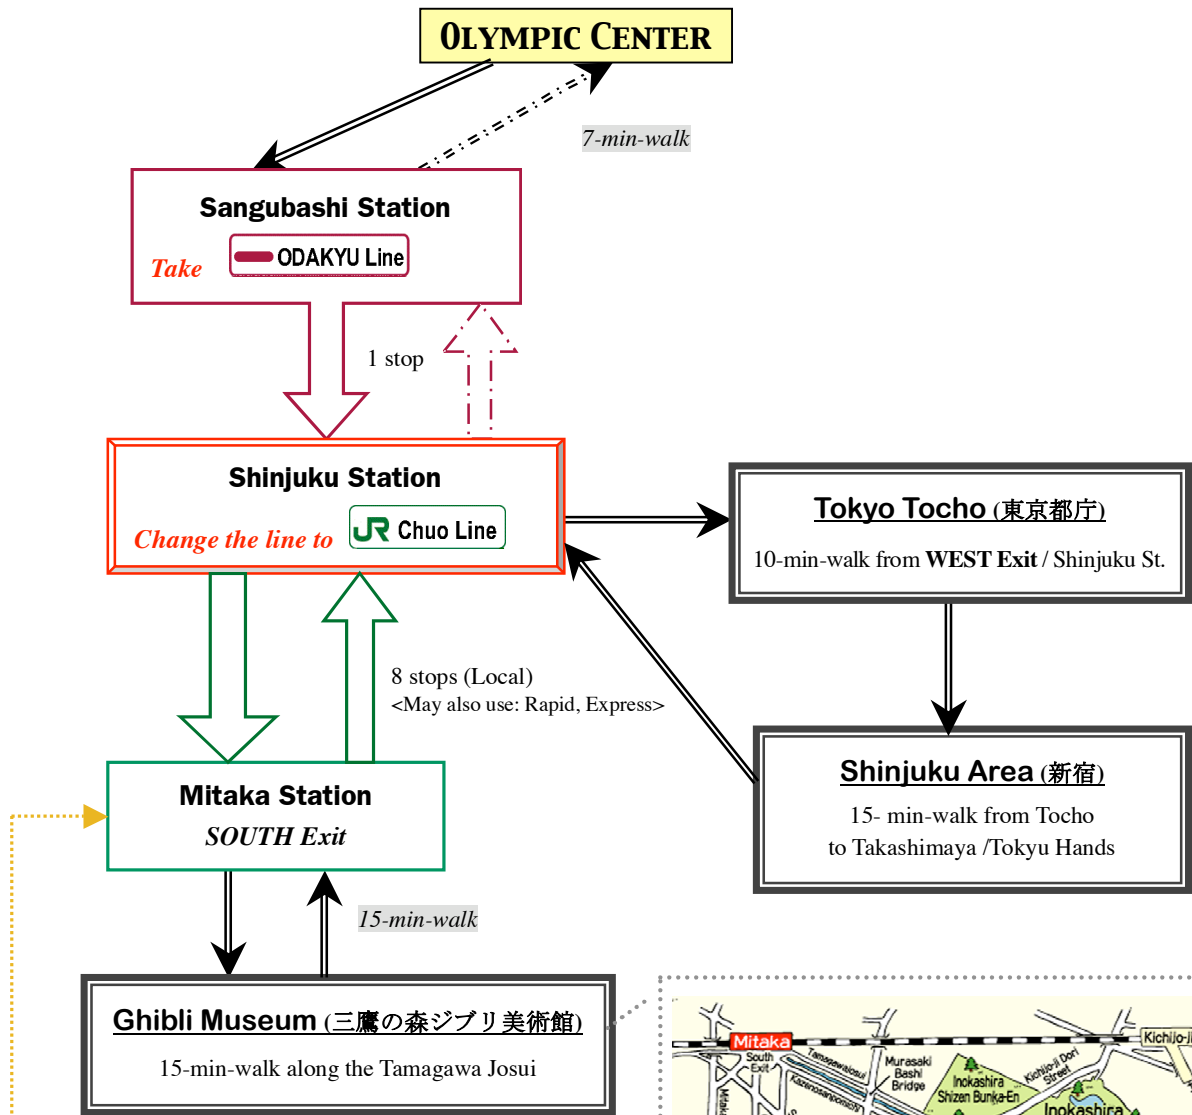 OLYMPIC CENTER
7-min-walk
Sangubashi Station
Take ODAKYU Line
1 stop
Shinjuku Station
Change the line to JR Chuo Line
Tokyo Tocho (東京都庁)
10-min-walk from WEST Exit / Shinjuku St.
8 stops (Local)
<May also use: Rapid, Express>
Shinjuku Area (新宿)
15- min-walk from Tocho
to Takashimaya /Tokyu Hands
Mitaka Station
SOUTH Exit
15-min-walk
Ghibli Museum (三鷹の森ジブリ美術館)
15-min-walk along the Tamagawa Josui
Mitaka
South
Exit
Tamagawajosui
Murasaki
Bashi
Bridge
Kichijo-ji Dori
Street
Inokashira
Shizen Bunka-En
Inokashira